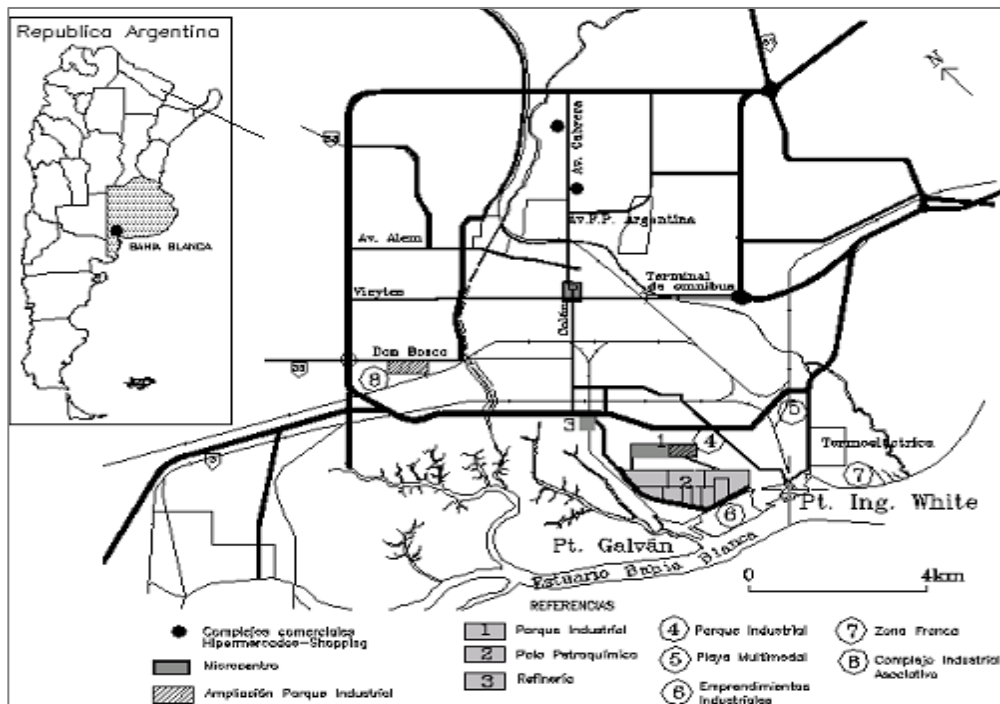 Republica Argentina
BAHIA BLANCA
N
Av. Cabrera
Av.F.P. Argentina
Av. Alem
Terminal
de omnibus
Vieytes
Colón
Don Bosco
8
3
1
4
5
2
Termoeléctrica
7
6
Pt. Ing. White
Pt. Galván
Estuario Bahia Blanca
0 4km
REFERENCIAS
Complejos comerciales
Hipermercados-Shopping
Microcentro
Ampliación Parque Industrial
1 Parque Industrial
2 Polo Petroquímico
3 Refinería
4 Parque Industrial
5 Playa Multimodal
6 Emprendimientos
Industriales
7 Zona Franca
8 Complejo Industrial
Asociativo